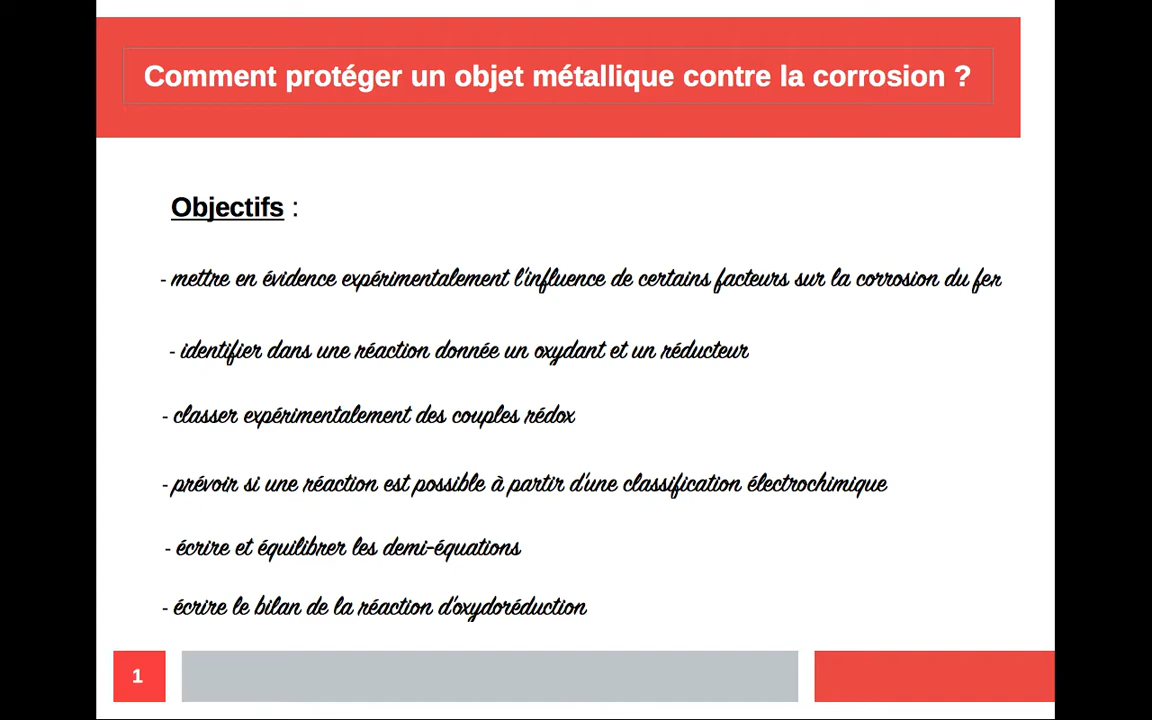 Comment protéger un objet métallique contre la corrosion ?
Objectifs :
- mettre en évidence expérimentalement l'influence de certains facteurs sur la corrosion du fer
- identifier dans une réaction donnée un oxydant et un réducteur
- classer expérimentalement des couples rédox
- prévoir si une réaction est possible à partir d'une classification électrochimique
- écrire et équilibrer les demi-équations
- écrire le bilan de la réaction d'oxydoréduction
1